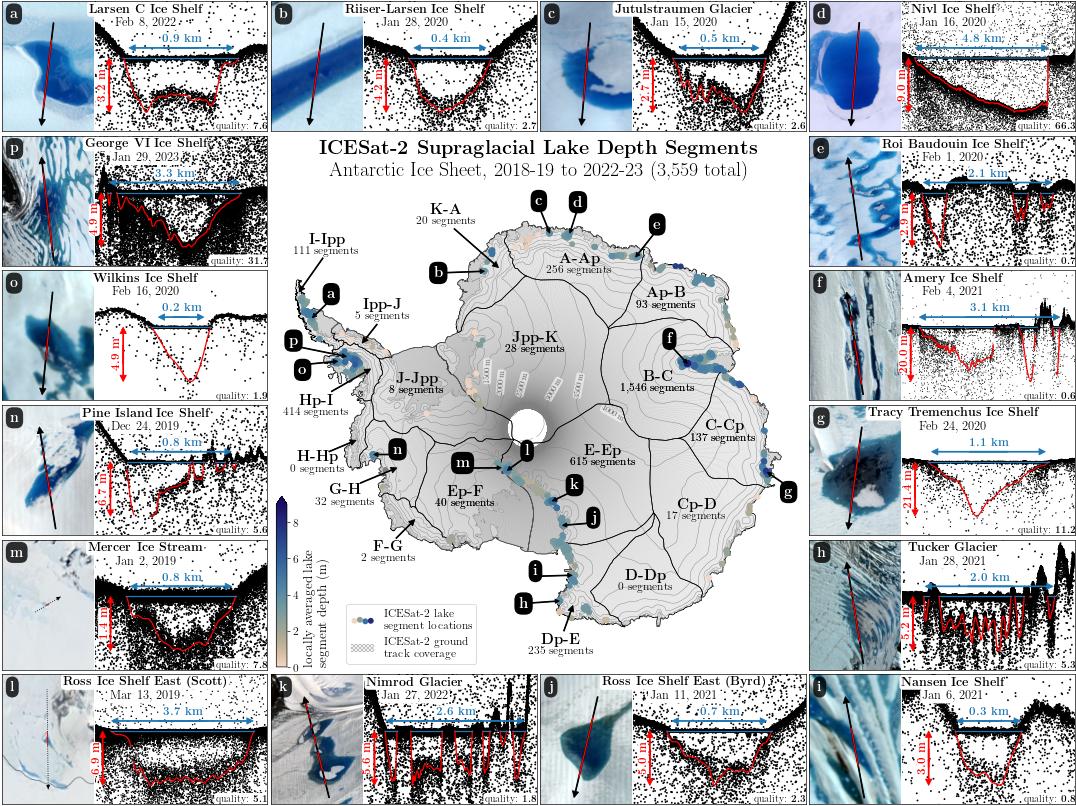 a
Larsen C Ice Shelf
Feb 8, 2022
0.9 km
3.2 m
quality: 7.6
b
Riiser-Larsen Ice Shelf
Jan 28, 2020
0.4 km
quality: 2.7
c
Jutulstraumen Glacier
Jan 15, 2020
0.5 km
2.7 m
quality: 2.6
d
Nivl Ice Shelf
Jan 16, 2020
4.8 km
9.0 m
quality: 66.3
p
George VI Ice Shelf
Jan 29, 2023
3.3 km
4.9 m
quality: 31.7
ICESat-2 Supraglacial Lake Depth Segments
Antarctic Ice Sheet, 2018-19 to 2022-23 (3,559 total)
e
Roi Baudouin Ice Shelf
Feb 1, 2020
2.1 km
2.9 m
quality: 0.7
o
Wilkins Ice Shelf
Feb 16, 2020
0.2 km
4.9 m
quality: 1.9
f
Amery Ice Shelf
Feb 4, 2021
3.1 km
20.0 m
quality: 0.6
n
Pine Island Ice Shelf
Dec 24, 2019
0.8 km
6.7 m
quality: 5.6
g
Tracy Tremenchus Ice Shelf
Feb 24, 2020
1.1 km
21.4 m
quality: 11.2
m
Mercer Ice Stream
Jan 2, 2019
0.8 km
1.4 m
quality: 7.8
h
Tucker Glacier
Jan 28, 2021
2.0 km
5.2 m
quality: 5.3
l
Ross Ice Shelf East (Scott)
Mar 13, 2019
3.7 km
6.9 m
quality: 5.1
k
Nimrod Glacier
Jan 27, 2022
2.6 km
5.6 m
quality: 1.8
j
Ross Ice Shelf East (Byrd)
Jan 11, 2021
0.7 km
5.0 m
quality: 2.3
i
Nansen Ice Shelf
Jan 6, 2021
0.3 km
3.0 m
quality: 0.8
K-A
20 segments
c
d
e
b
A-Ap
256 segments
I-Ipp
111 segments
a
Ipp-J
5 segments
Ap-B
93 segments
p
o
Jpp-K
28 segments
f
J-Jpp
8 segments
B-C
1,546 segments
Hp-I
414 segments
C-Cp
137 segments
H-Hp
0 segments
n
m
l
E-Ep
615 segments
G-H
32 segments
Ep-F
40 segments
k
g
j
Cp-D
17 segments
F-G
2 segments
i
h
D-Dp
0 segments
Dp-E
235 segments
8
6
4
2
0
locally averaged lake
segment depth (m)
ICESat-2 lake
segment locations
ICESat-2 ground
track coverage